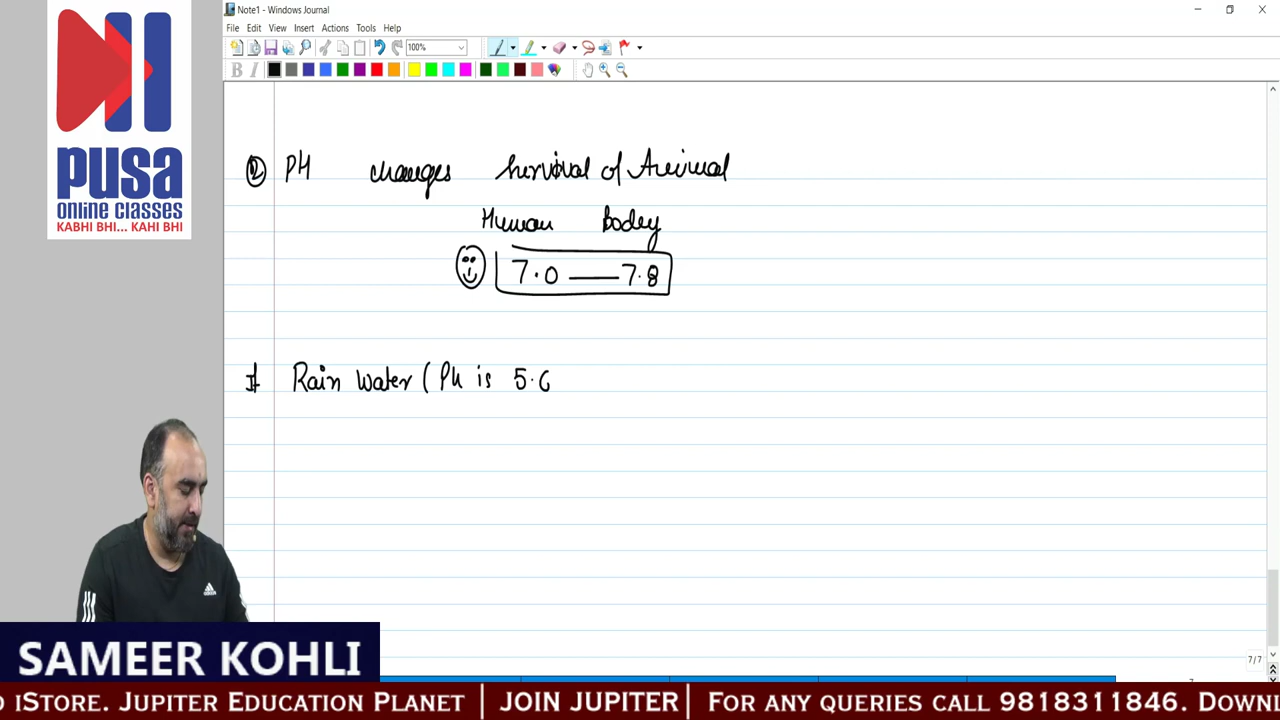 Note1 - Windows Journal
File Edit View Insert Actions Tools Help
100%
B I
PUSA
ONLINE CLASSES
KABHI BHI... KAHI BHI
② PH changes Survival of Animal
Human Bodey
7.0 — 7.8
# Rain Water ( Ph is 5.6
7/7
SAMEER KOHLI
D iStore. Jupiter Education Planet | JOIN JUPITER| For any queries call 9818311846. Downl